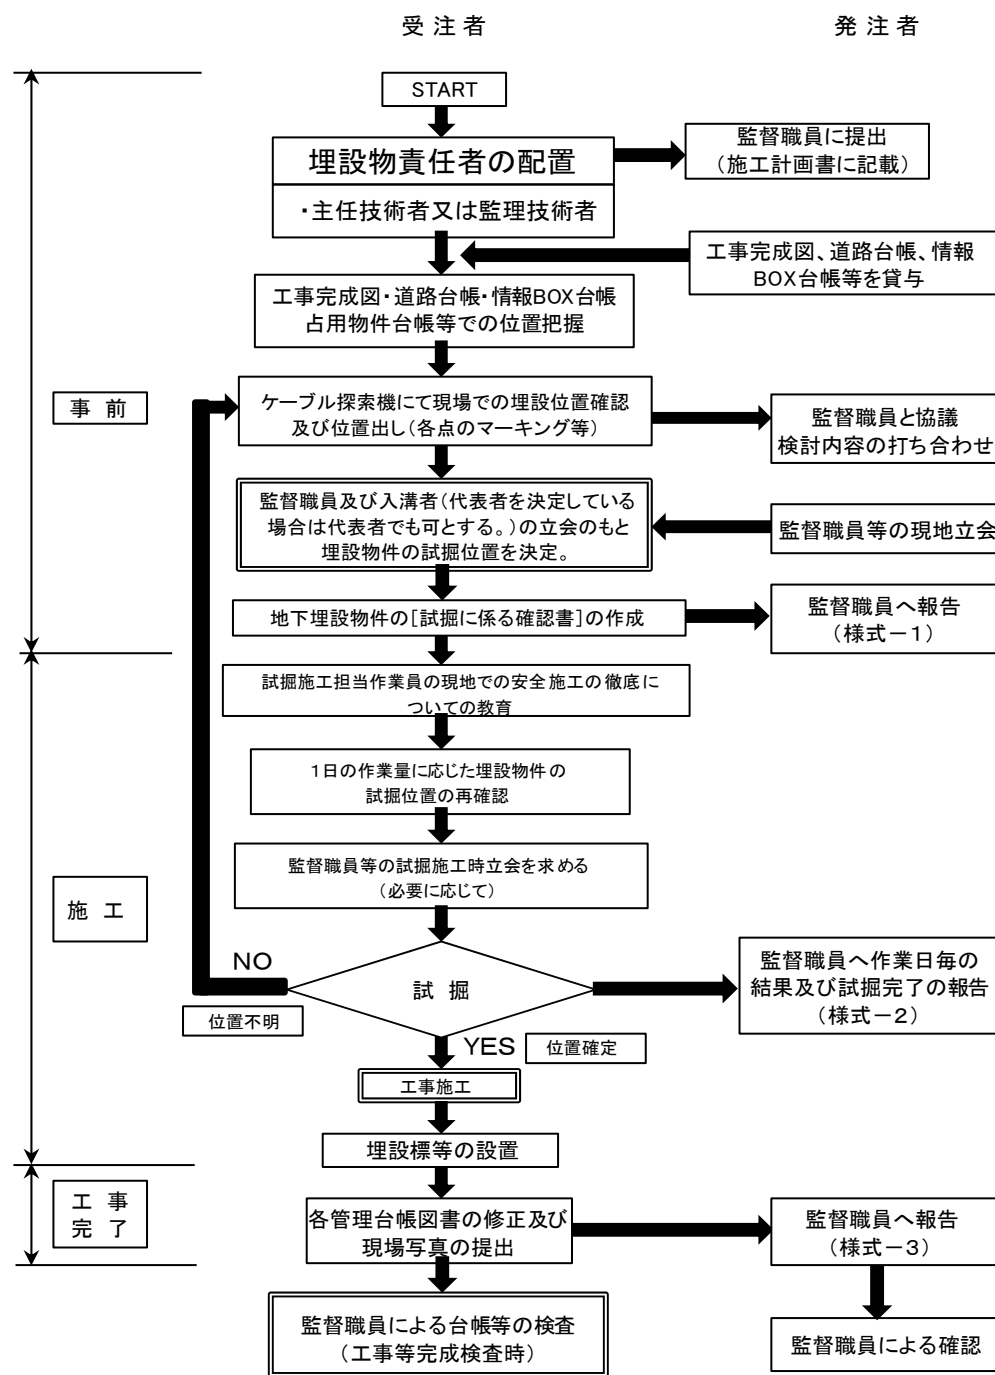 受注者
発注者
START
埋設物責任者の配置
・主任技術者又は監理技術者
監督職員に提出
（施工計画書に記載）
工事完成図、道路台帳、情報
BOX台帳等を貸与
工事完成図・道路台帳・情報BOX台帳
占用物件台帳等での位置把握
事 前
ケーブル探索機にて現場での埋設位置確認
及び位置出し（各点のマーキング等）
監督職員と協議
検討内容の打ち合わせ
監督職員及び入溝者（代表者を決定している
場合は代表者でも可とする。）の立会のもと
埋設物件の試掘位置を決定。
監督職員等の現地立会
地下埋設物件の［試掘に係る確認書］の作成
監督職員へ報告
（様式－１）
試掘施工担当作業員の現地での安全施工の徹底に
ついての教育
１日の作業量に応じた埋設物件の
試掘位置の再確認
監督職員等の試掘施工時立会を求める
（必要に応じて）
施 工
NO
試 掘
監督職員へ作業日毎の
結果及び試掘完了の報告
（様式－２）
位置不明
YES
位置確定
工事施工
埋設標等の設置
工 事
完 了
各管理台帳図書の修正及び
現場写真の提出
監督職員へ報告
（様式－３）
監督職員による台帳等の検査
（工事等完成検査時）
監督職員による確認